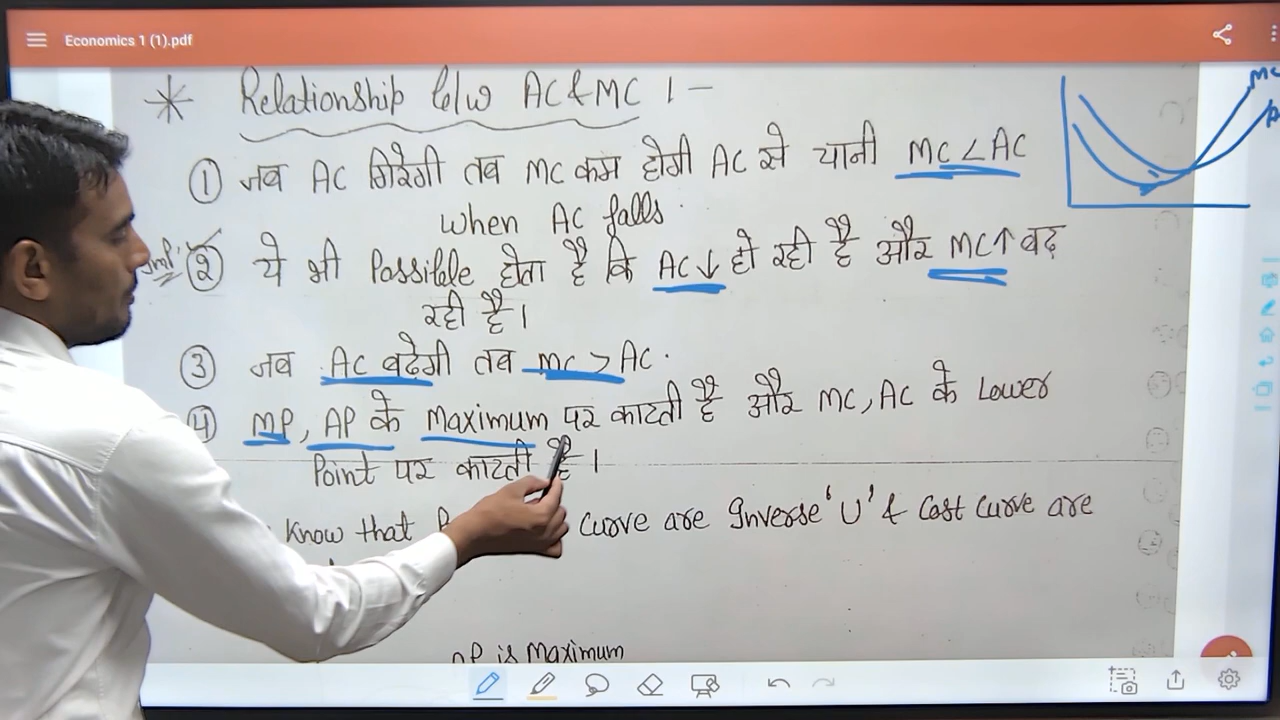 Economics 1 (1).pdf
* Relationship b/w AC & MC :-
MC
① जब AC गिरेगी तब MC कम होगी AC से यानी MC < AC
when AC falls.
Imp. ② ये भी Possible होता है कि AC↓ हो रही है और MC↑ बढ़
रही है।
③ जब AC बढ़ेगी तब MC > AC.
④ MP, AP के Maximum पर काटती है और MC, AC के Lower
Point पर काटती है।
Know that Curve are Inverse 'U' & Cost Curve are
is Maximum